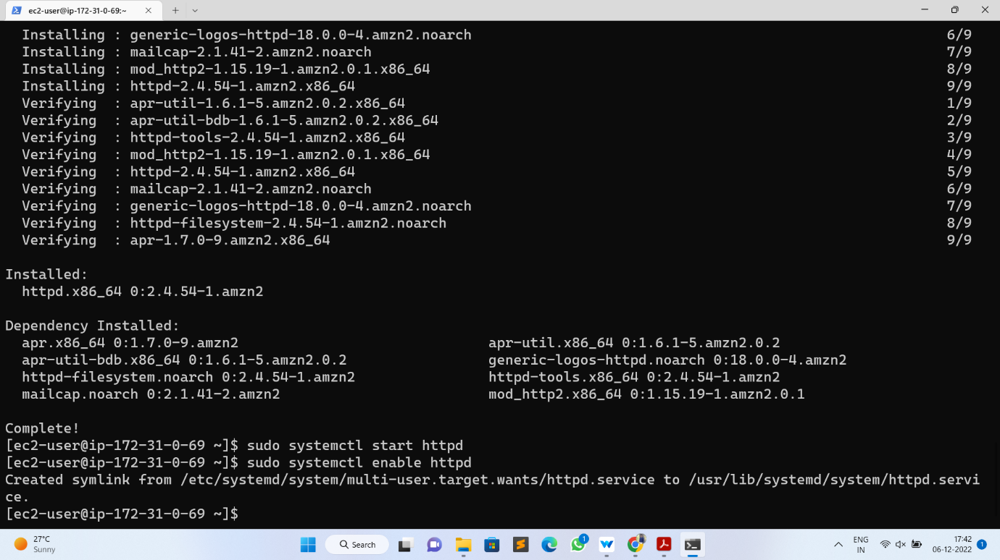 ec2-user@ip-172-31-0-69:~
Installing : generic-logos-httpd-18.0.0-4.amzn2.noarch 6/9
Installing : mailcap-2.1.41-2.amzn2.noarch 7/9
Installing : mod_http2-1.15.19-1.amzn2.0.1.x86_64 8/9
Installing : httpd-2.4.54-1.amzn2.x86_64 9/9
Verifying : apr-util-1.6.1-5.amzn2.0.2.x86_64 1/9
Verifying : apr-util-bdb-1.6.1-5.amzn2.0.2.x86_64 2/9
Verifying : httpd-tools-2.4.54-1.amzn2.x86_64 3/9
Verifying : mod_http2-1.15.19-1.amzn2.0.1.x86_64 4/9
Verifying : httpd-2.4.54-1.amzn2.x86_64 5/9
Verifying : mailcap-2.1.41-2.amzn2.noarch 6/9
Verifying : generic-logos-httpd-18.0.0-4.amzn2.noarch 7/9
Verifying : httpd-filesystem-2.4.54-1.amzn2.noarch 8/9
Verifying : apr-1.7.0-9.amzn2.x86_64 9/9
Installed:
httpd.x86_64 0:2.4.54-1.amzn2
Dependency Installed:
apr.x86_64 0:1.7.0-9.amzn2 apr-util.x86_64 0:1.6.1-5.amzn2.0.2
apr-util-bdb.x86_64 0:1.6.1-5.amzn2.0.2 generic-logos-httpd.noarch 0:18.0.0-4.amzn2
httpd-filesystem.noarch 0:2.4.54-1.amzn2 httpd-tools.x86_64 0:2.4.54-1.amzn2
mailcap.noarch 0:2.1.41-2.amzn2 mod_http2.x86_64 0:1.15.19-1.amzn2.0.1
Complete!
[ec2-user@ip-172-31-0-69 ~]$ sudo systemctl start httpd
[ec2-user@ip-172-31-0-69 ~]$ sudo systemctl enable httpd
Created symlink from /etc/systemd/system/multi-user.target.wants/httpd.service to /usr/lib/systemd/system/httpd.servi
ce.
[ec2-user@ip-172-31-0-69 ~]$
27°C
Sunny
Search
1
ENG
IN
17:42
06-12-2022
1